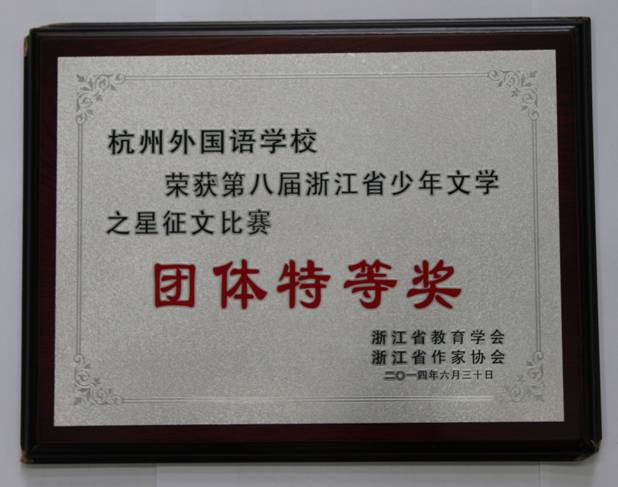 杭州外国语学校
荣获第八届浙江省少年文学
之星征文比赛
团体特等奖
浙江省教育学会
浙江省作家协会
二〇一四年六月三十日